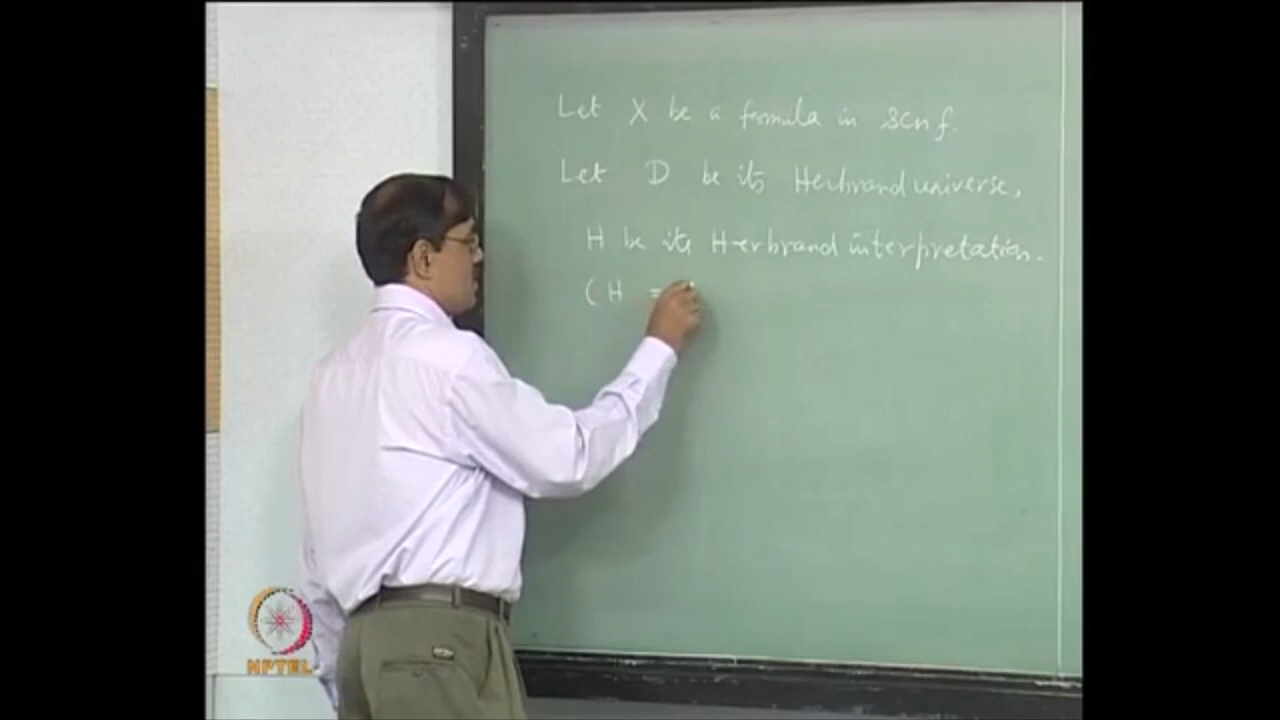 Let X be a formula in scnf.
Let D be its Herbrand universe,
H be its Herbrand interpretation.
( H =
NPTEL